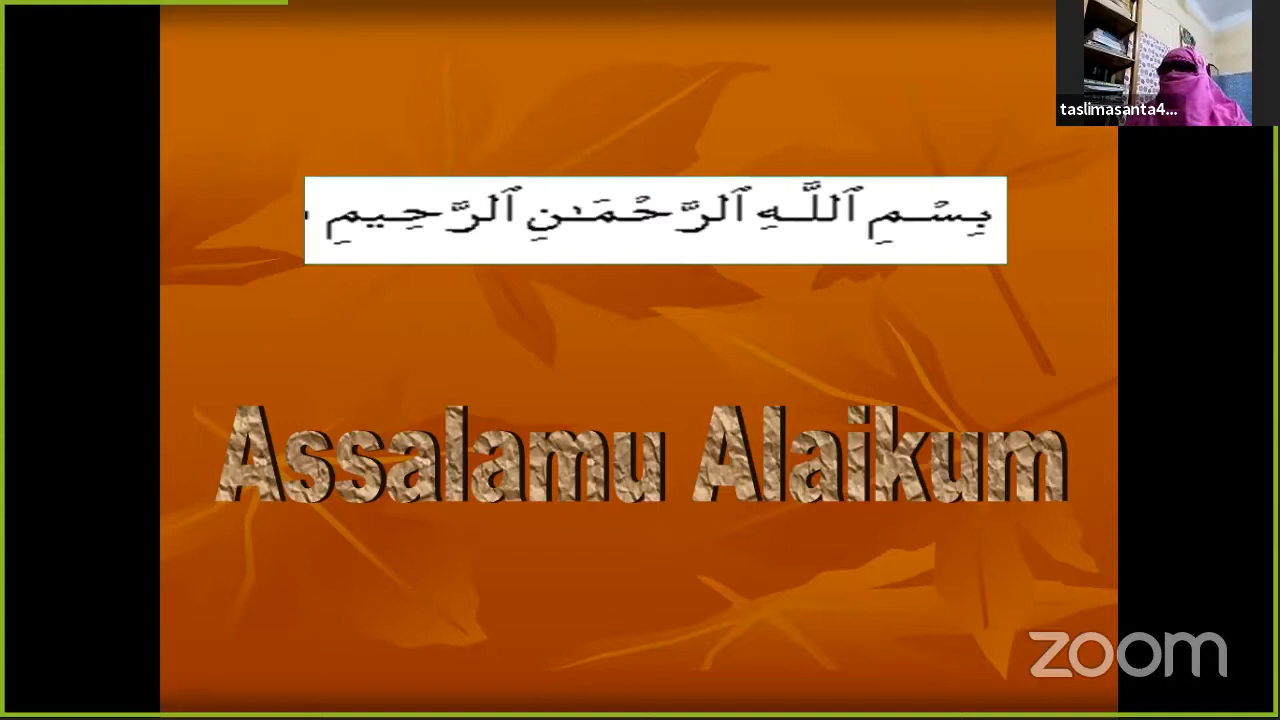 taslimasanta4...
بِسْمِ ٱللَّهِ ٱلرَّحْمَـٰنِ ٱلرَّحِيمِ
Assalamu Alaikum
zoom